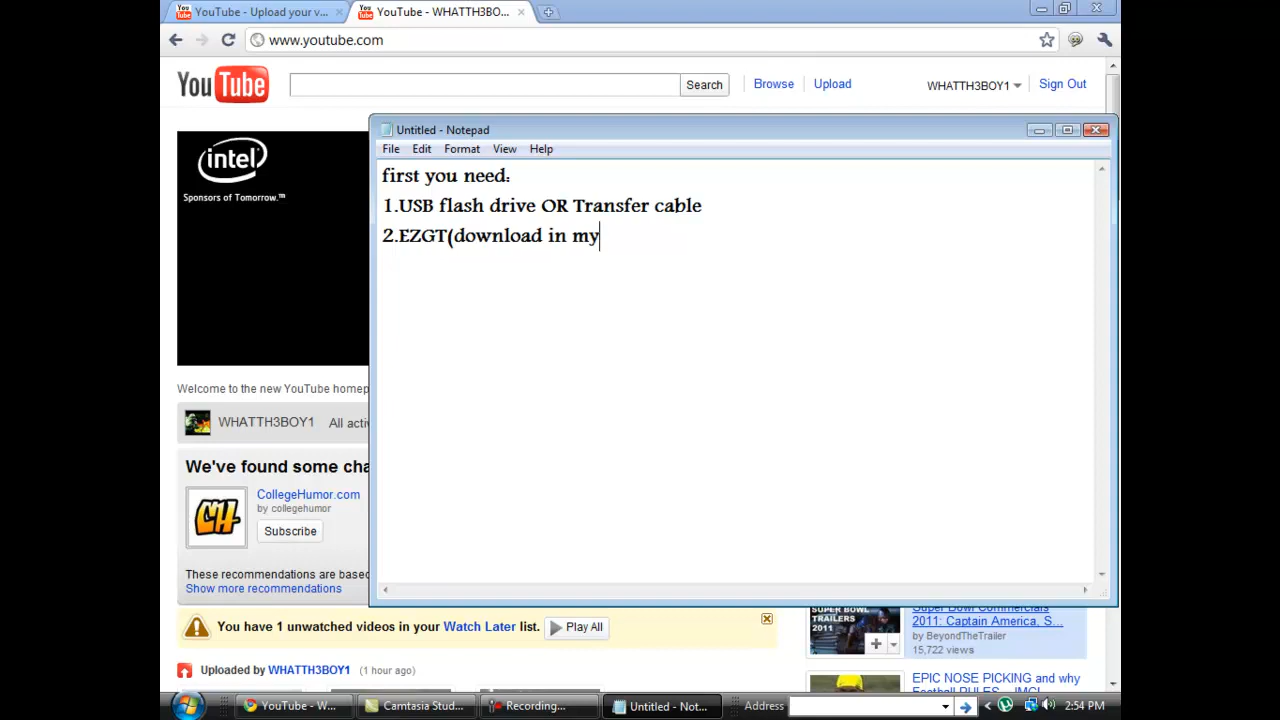 YouTube - Upload your v...
YouTube - WHATTH3BO...
www.youtube.com
You Tube
Search
Browse
Upload
WHATTH3BOY1
Sign Out
intel
Sponsors of Tomorrow.™
Untitled - Notepad
File Edit Format View Help
first you need:
1.USB flash drive OR Transfer cable
2.EZGT(download in my
Welcome to the new YouTube homep
WHATTH3BOY1 All activ
We've found some cha
CH
CollegeHumor.com
by collegehumor
Subscribe
These recommendations are based
Show more recommendations
You have 1 unwatched videos in your Watch Later list.
Play All
Uploaded by WHATTH3BOY1 (1 hour ago)
SUPER BOWL
TRAILERS
2011
Super Bowl Commercials
2011: Captain America, S...
by BeyondTheTrailer
15,722 views
EPIC NOSE PICKING and why
YouTube - W...
Camtasia Stud...
Recording...
Untitled - Not...
Address
2:54 PM